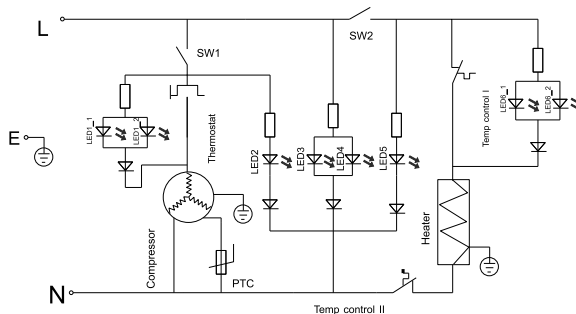 L
SW1
SW2
LED1_1
LED1_2
Thermostat
LED2
LED3
LED4
LED5
Temp control I
LED6_1
LED6_2
E
Compressor
PTC
Heater
N
Temp control II